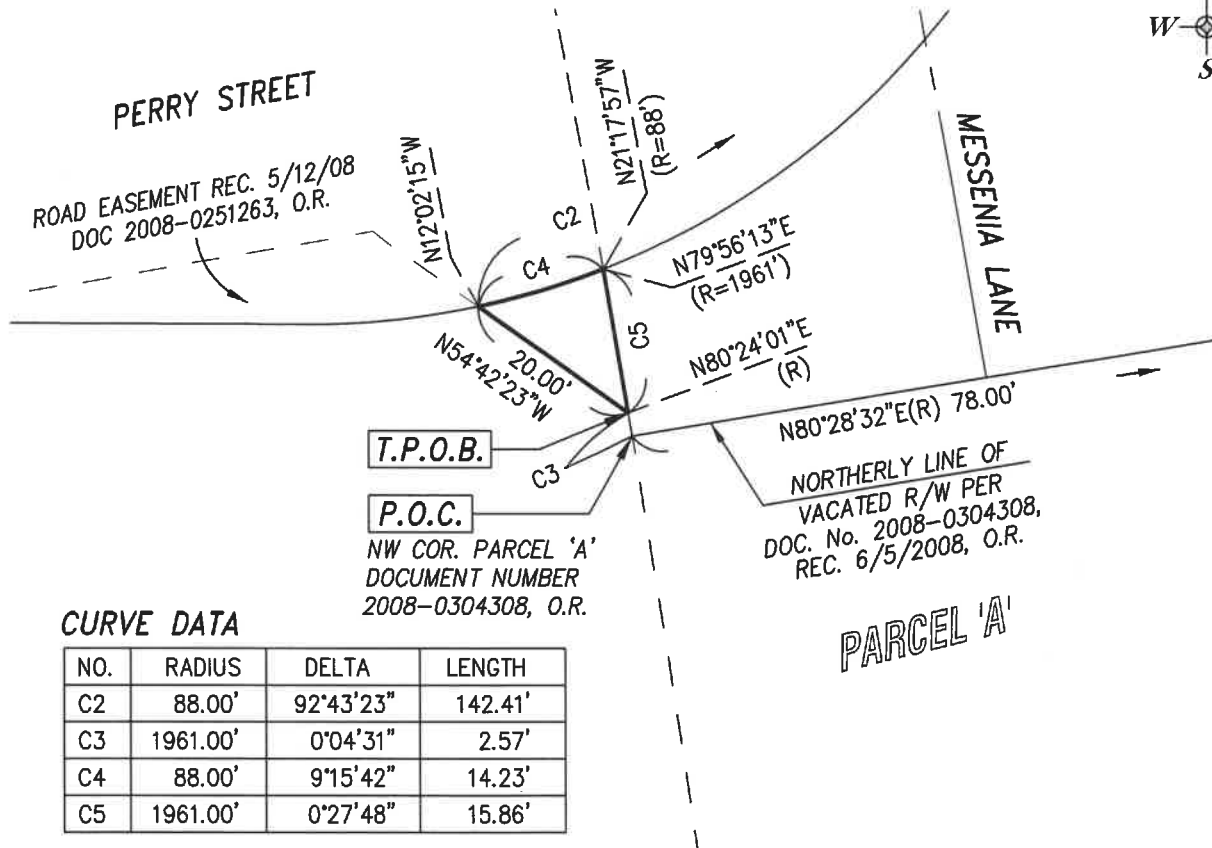 W
S
PERRY STREET
ROAD EASEMENT REC. 5/12/08
DOC 2008-0251263, O.R.
N12°02'15"W
N21°17'57"W
(R=88')
C2
C4
N79°56'13"E
(R=1961')
MESSENIA LANE
C5
20.00'
N54°42'23"W
N80°24'01"E
(R)
N80°28'32"E(R) 78.00'
T.P.O.B.
C3
P.O.C.
NW COR. PARCEL 'A'
DOCUMENT NUMBER
2008-0304308, O.R.
NORTHERLY LINE OF
VACATED R/W PER
DOC. No. 2008-0304308,
REC. 6/5/2008, O.R.
PARCEL 'A'
CURVE DATA
NO. RADIUS DELTA LENGTH
C2 88.00' 92°43'23" 142.41'
C3 1961.00' 0°04'31" 2.57'
C4 88.00' 9°15'42" 14.23'
C5 1961.00' 0°27'48" 15.86'